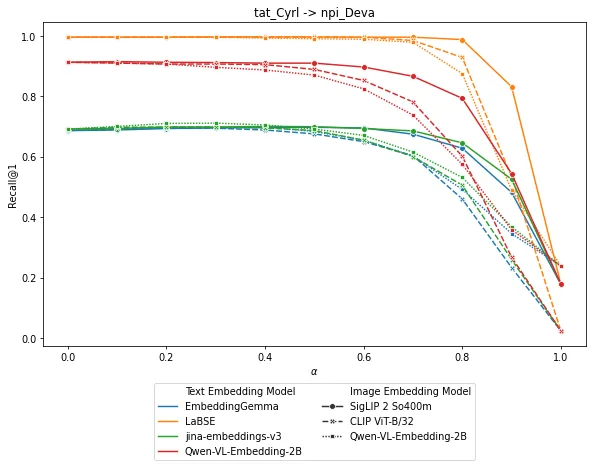 tat_Cyrl -> npi_Deva
1.0
0.8
0.6
0.4
0.2
0.0
Recall@1
0.0 0.2 0.4 0.6 0.8 1.0
α
Text Embedding Model Image Embedding Model
EmbeddingGemma SigLIP 2 So400m
LaBSE CLIP ViT-B/32
jina-embeddings-v3 Qwen-VL-Embedding-2B
Qwen-VL-Embedding-2B